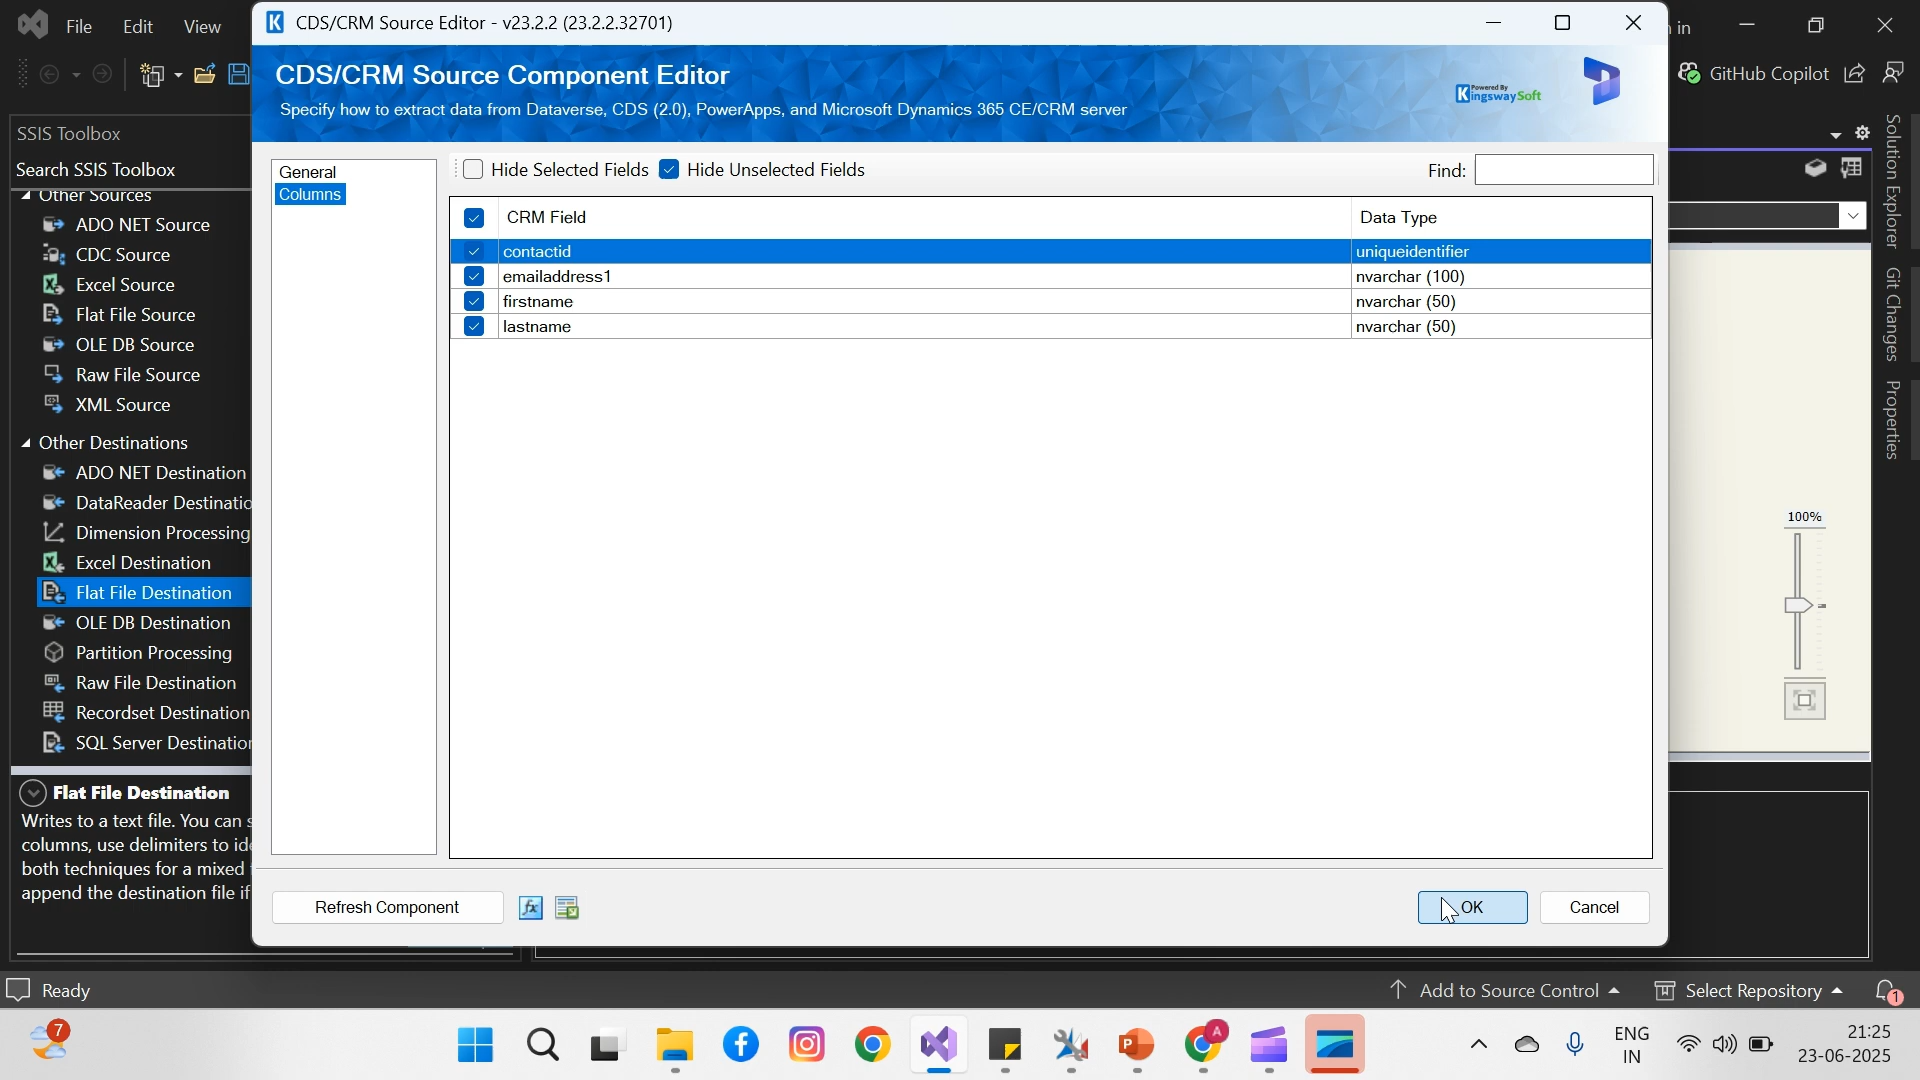 CDS/CRM Source Editor - v23.2.2 (23.2.2.32701)
File Edit View
in
CDS/CRM Source Component Editor
Specify how to extract data from Dataverse, CDS (2.0), PowerApps, and Microsoft Dynamics 365 CE/CRM server
Powered By
KingswaySoft
GitHub Copilot
SSIS Toolbox
Search SSIS Toolbox
Other Sources
ADO NET Source
CDC Source
Excel Source
Flat File Source
OLE DB Source
Raw File Source
XML Source
Other Destinations
ADO NET Destination
DataReader Destinatio
Dimension Processing
Excel Destination
Flat File Destination
OLE DB Destination
Partition Processing
Raw File Destination
Recordset Destination
SQL Server Destination
Flat File Destination
Writes to a text file. You can s
columns, use delimiters to ide
both techniques for a mixed
append the destination file if
General
Columns
Hide Selected Fields Hide Unselected Fields
Find:
CRM Field Data Type
contactid uniqueidentifier
emailaddress1 nvarchar (100)
firstname nvarchar (50)
lastname nvarchar (50)
Refresh Component
fx
OK
Cancel
Solution Explorer
Git Changes
Properties
100%
Ready
Add to Source Control
Select Repository
1
7
A
P
ENG
IN
21:25
23-06-2025